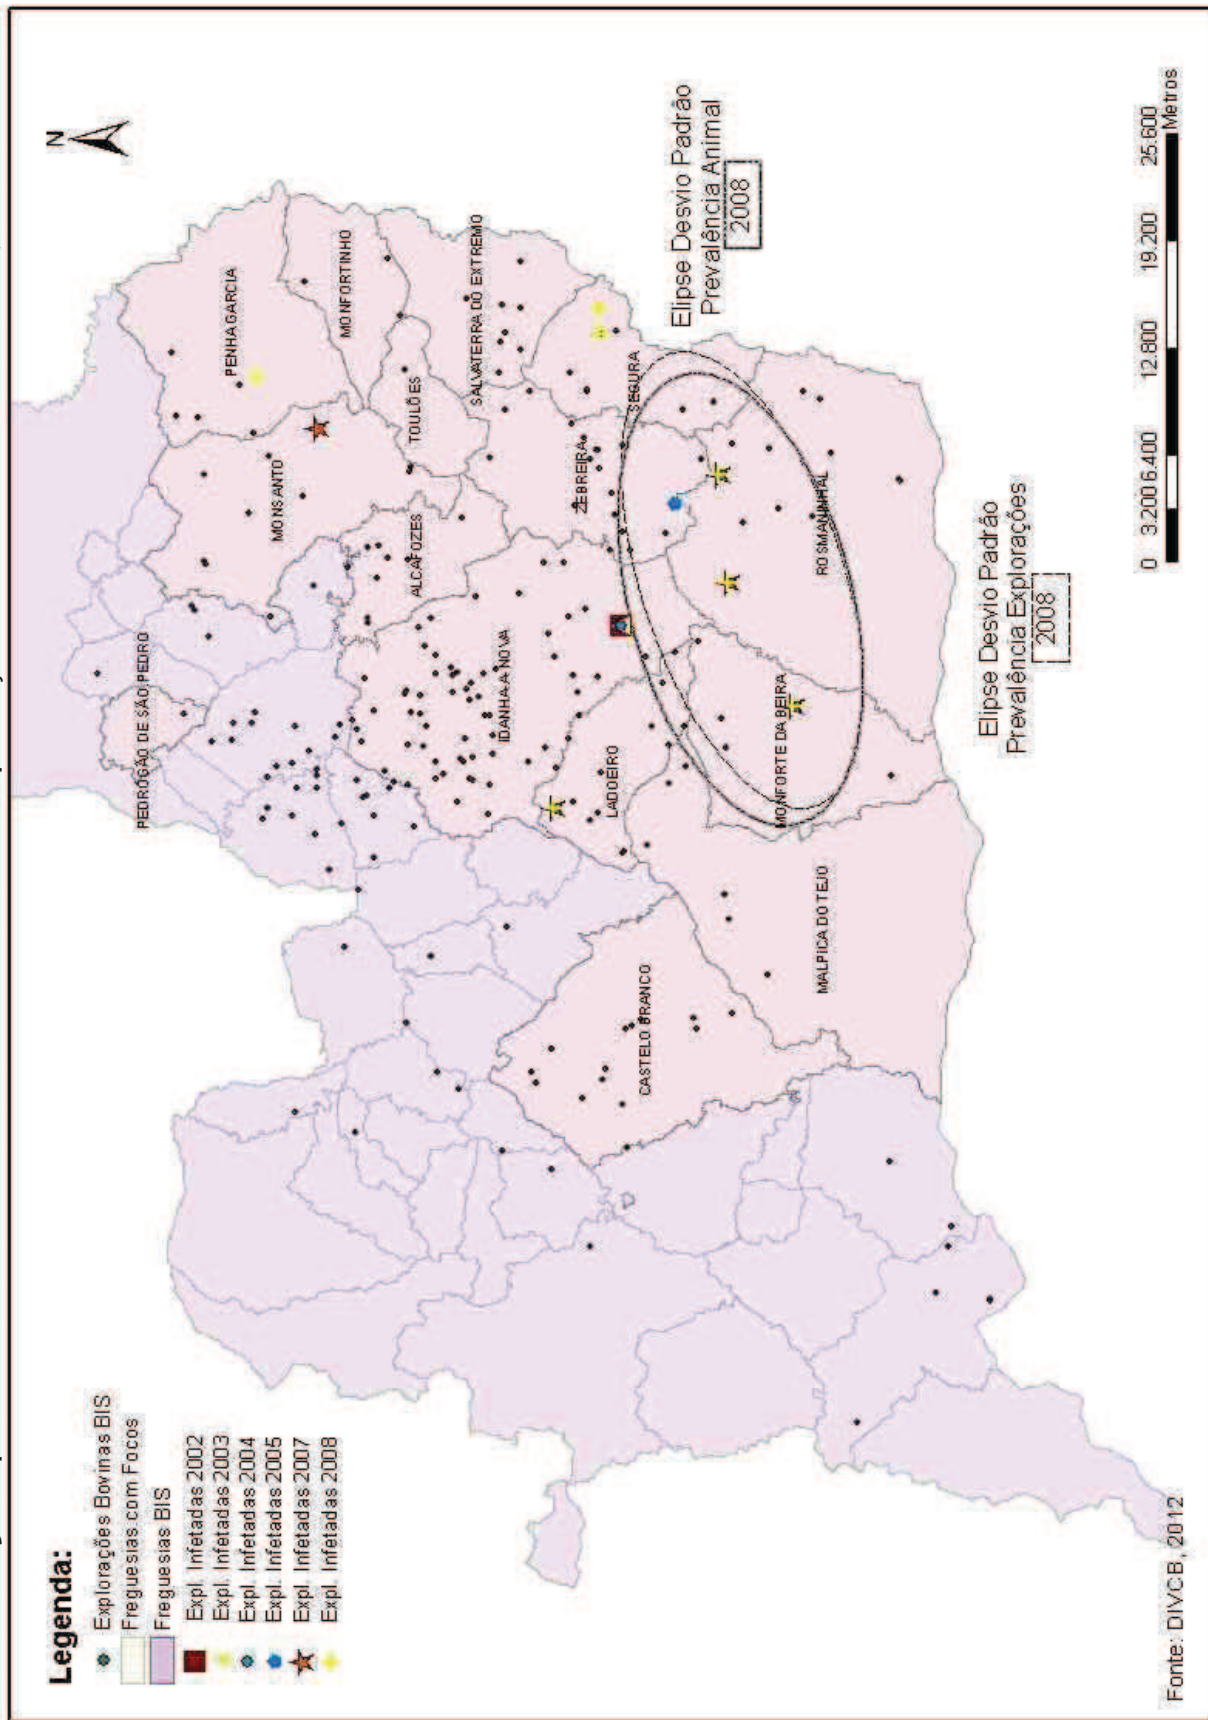 Legenda:
Explorações Bovinas BIS
Freguesias com Focos
Freguesias BIS
Expl. Infetadas 2002
Expl. Infetadas 2003
Expl. Infetadas 2004
Expl. Infetadas 2005
Expl. Infetadas 2007
Expl. Infetadas 2008
N
PEDROGÃO DE SÃO PEDRO
PENHA GARCIA
MONSANTO
MONFORTINHO
TOULÕES
ALCAFOZES
SALVATERRA DO EXTREMO
IDANHA-A-NOVA
ZEBREIRA
SEGURA
LADOEIRO
CASTELO BRANCO
MONFORTE DA BEIRA
MALPICA DO TEJO
ROSMANINHAL
Elipse Desvio Padrão
Prevalência Animal
2008
Elipse Desvio Padrão
Prevalência Explorações
2008
0 3.200 6.400 12.800 19.200 25.600
Metros
Fonte: DIVCB, 2012